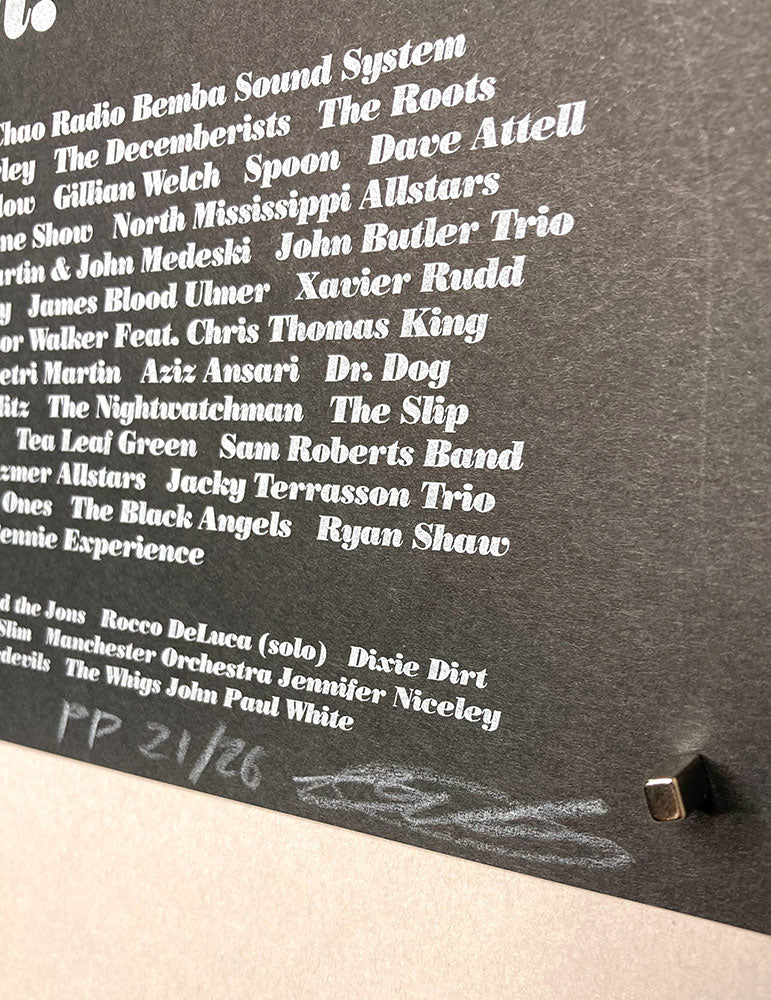 Chao Radio Bemba Sound System
ley The Decemberists The Roots
low Gillian Welch Spoon Dave Attell
ne Show North Mississippi Allstars
artin & John Medeski John Butler Trio
y James Blood Ulmer Xavier Rudd
or Walker Feat. Chris Thomas King
etri Martin Aziz Ansari Dr. Dog
litz The Nightwatchman The Slip
Tea Leaf Green Sam Roberts Band
zmer Allstars Jacky Terrasson Trio
Ones The Black Angels Ryan Shaw
ennie Experience
d the Jons Rocco DeLuca (solo) Dixie Dirt
Slim Manchester Orchestra Jennifer Niceley
devils The Whigs John Paul White
PP 21/26